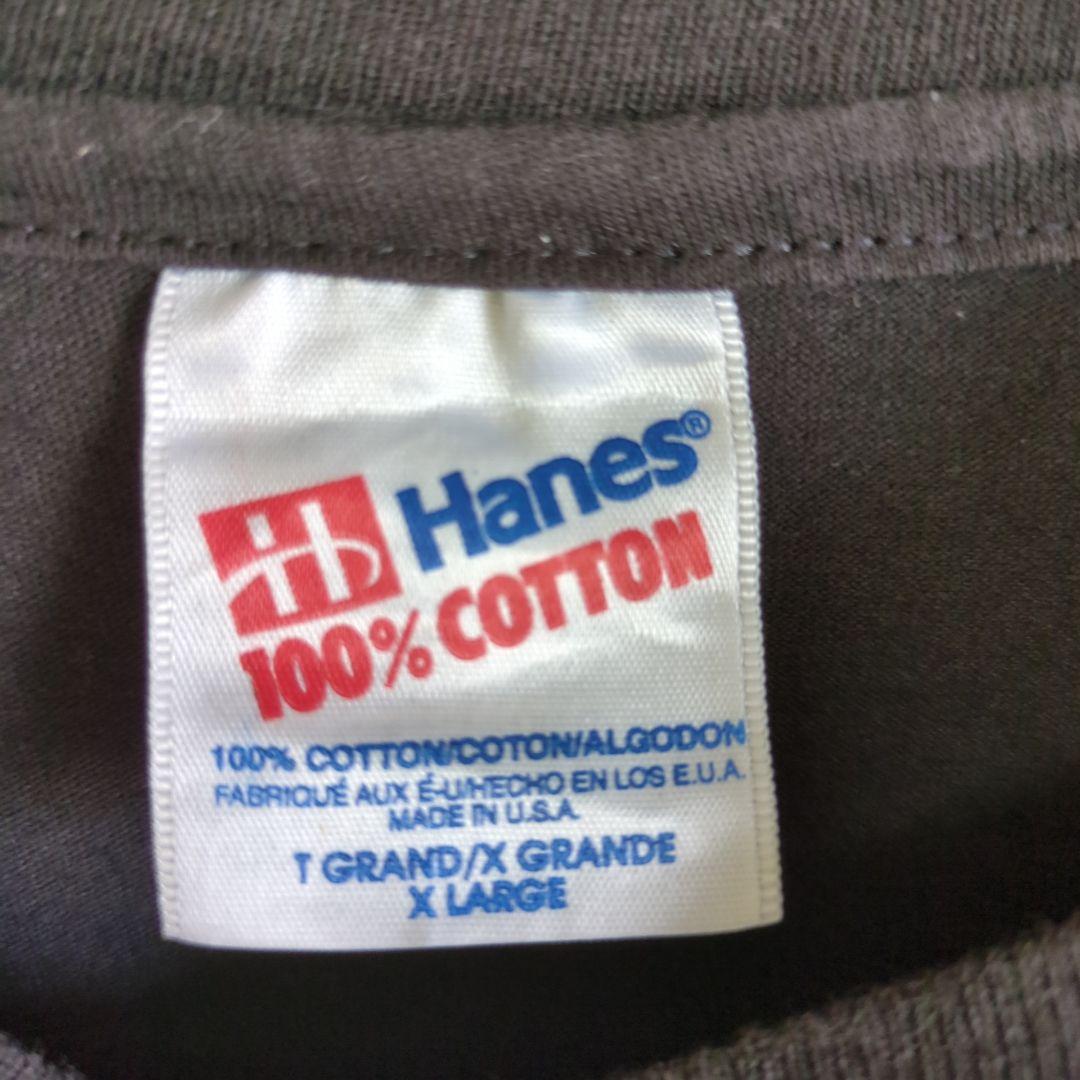 Hanes®
100% COTTON
100% COTTON/COTON/ALGODON
FABRIQUÉ AUX É-U/HECHO EN LOS E.U.A.
MADE IN U.S.A.
T GRAND/X GRANDE
X LARGE